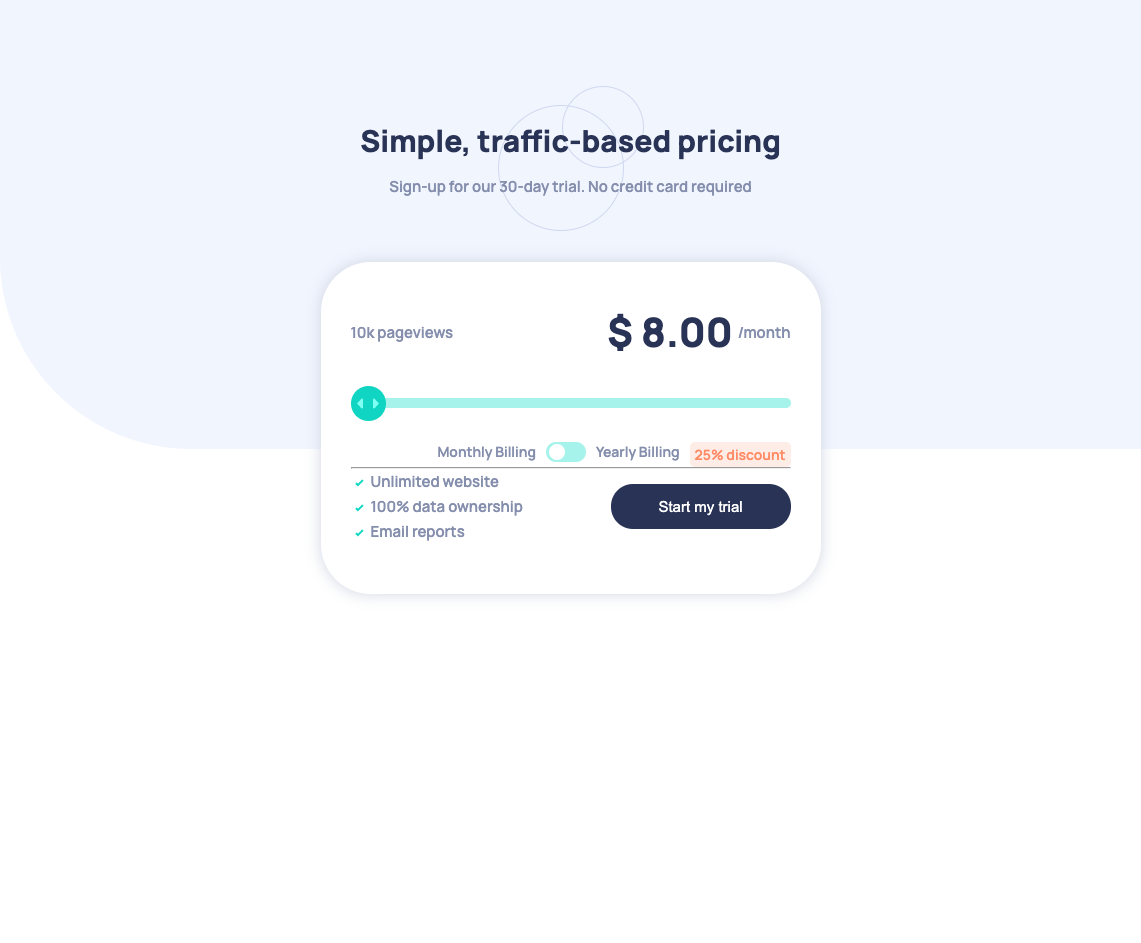 Simple, traffic-based pricing
Sign-up for our 30-day trial. No credit card required
10k pageviews
$ 8.00 /month
Monthly Billing Yearly Billing 25% discount
Unlimited website
100% data ownership
Email reports
Start my trial